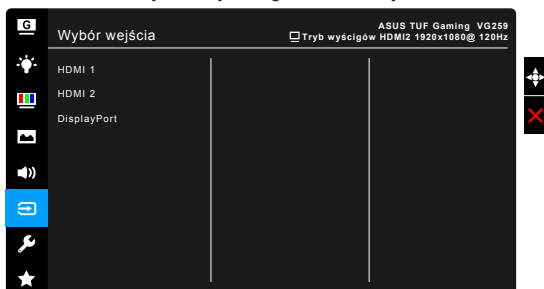 G
Wybór wejścia
ASUS TUF Gaming VG259
Tryb wyścigów HDMI2 1920x1080@ 120Hz
HDMI 1
HDMI 2
DisplayPort